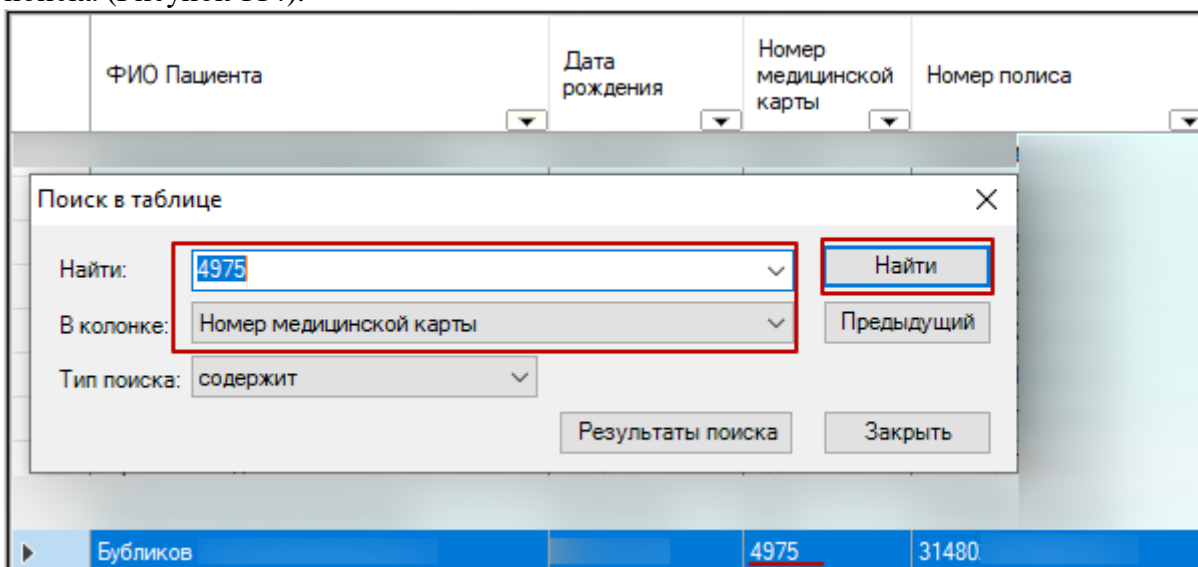 ФИО Пациента
Дата рождения
Номер медицинской карты
Номер полиса
Поиск в таблице
Найти: 4975 Найти
В колонке: Номер медицинской карты Предыдущий
Тип поиска: содержит
Результаты поиска Закрыть
Бубликов 4975 31480